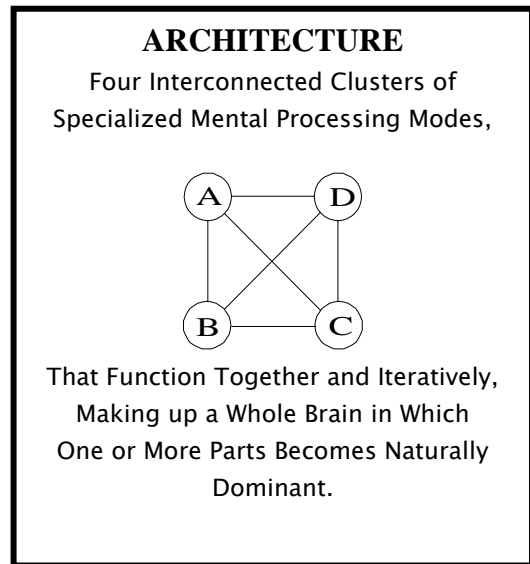 ARCHITECTURE
Four Interconnected Clusters of
Specialized Mental Processing Modes,
A D
B C
That Function Together and Iteratively,
Making up a Whole Brain in Which
One or More Parts Becomes Naturally
Dominant.